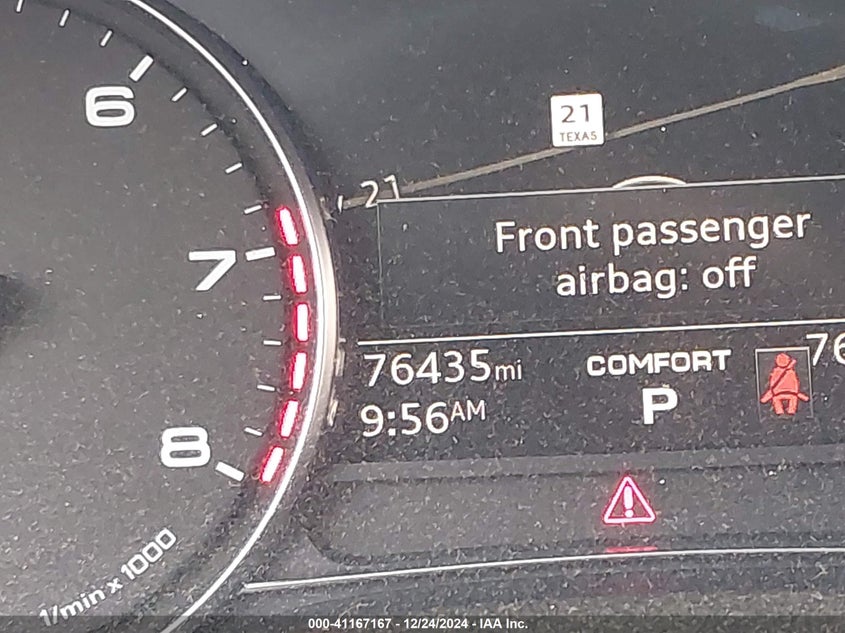 6
7
8
1/min x 1000
21
TEXAS
21
Front passenger
airbag: off
76435mi
COMFORT
76
9:56AM
P
000-41167167 - 12/24/2024 - IAA Inc.